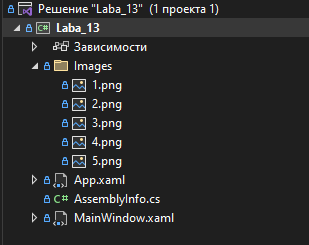 Решение "Laba_13" (1 проекта 1)
C# Laba_13
Зависимости
Images
1.png
2.png
3.png
4.png
5.png
App.xaml
C# AssemblyInfo.cs
MainWindow.xaml